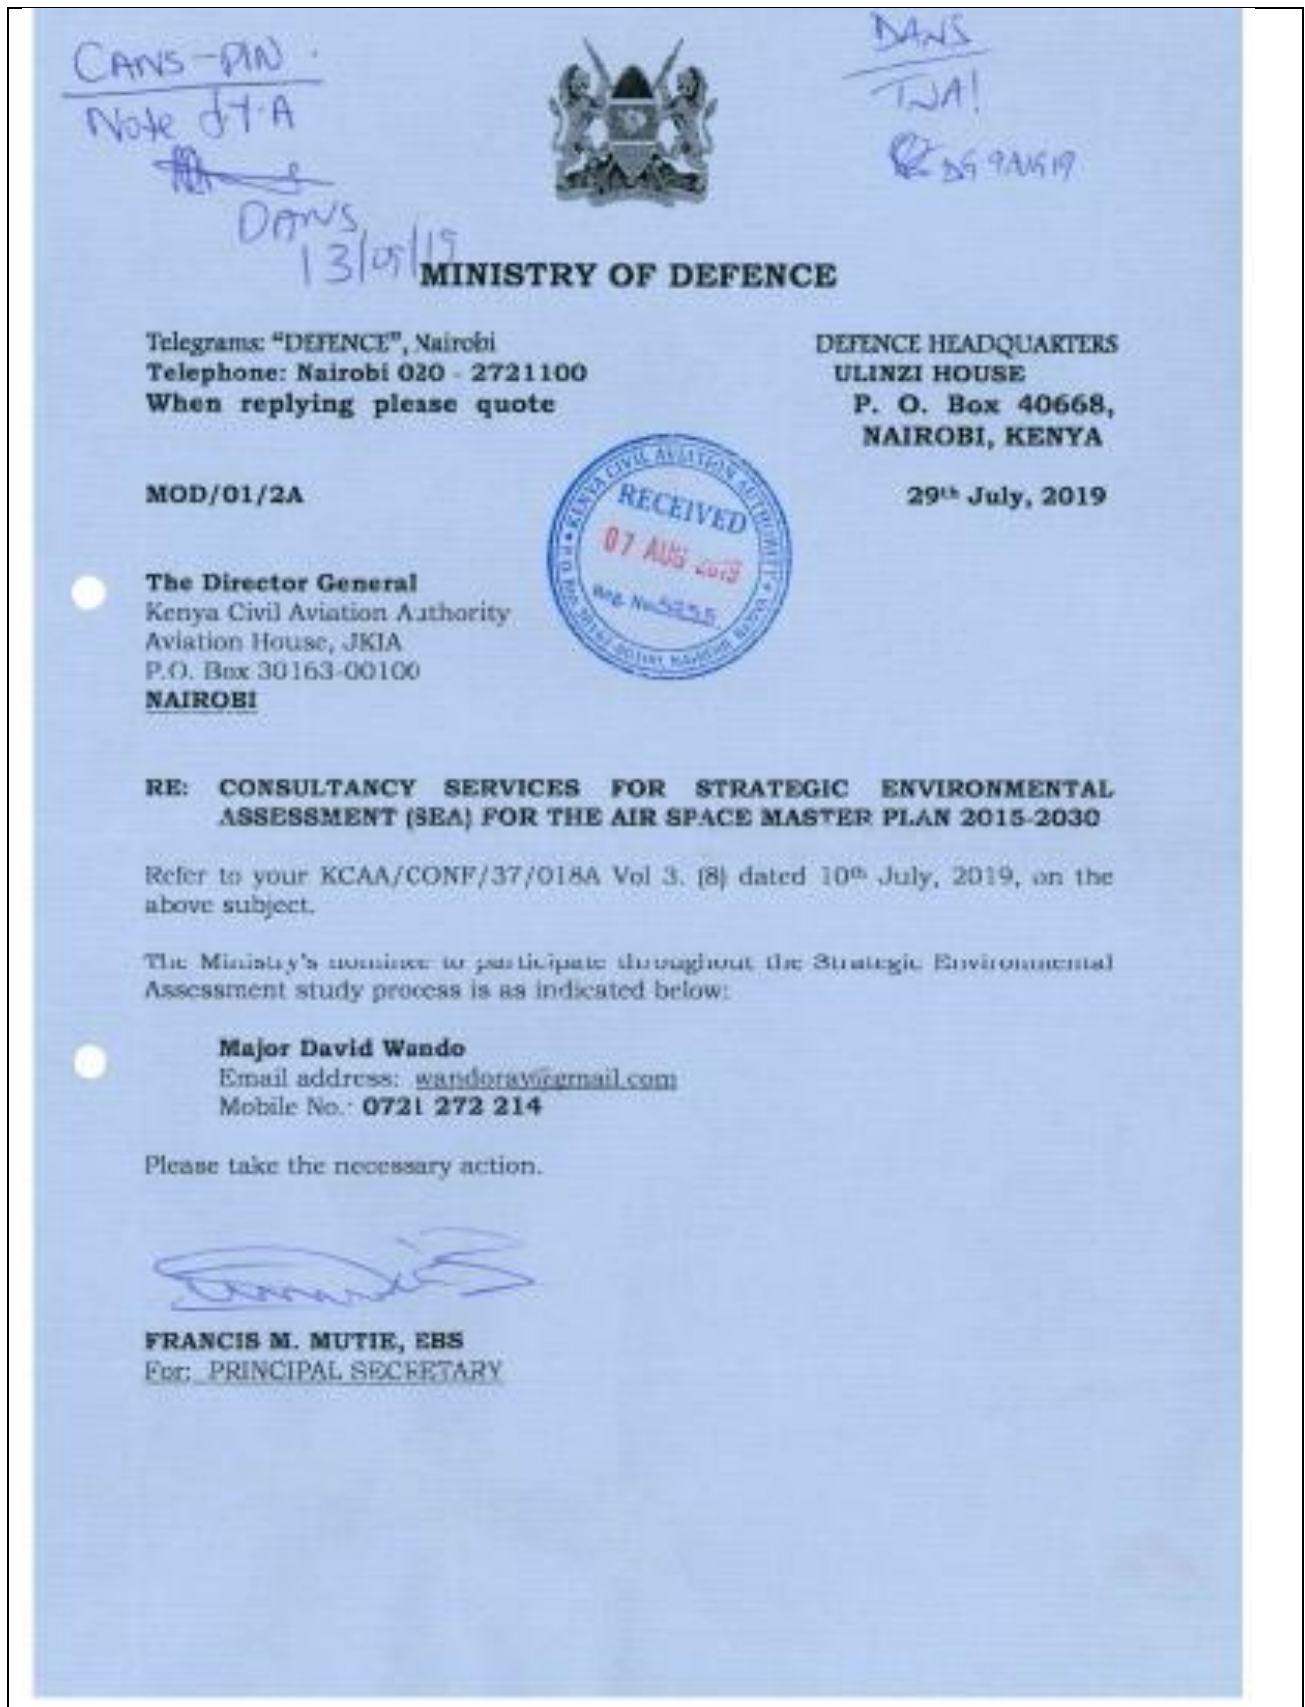 CANS-PIN.
Note
DANS
DANS
DG 9AUG19
MINISTRY OF DEFENCE
Telegrams: "DEFENCE", Nairobi
Telephone: Nairobi 020 - 2721100
When replying please quote
DEFENCE HEADQUARTERS
ULINZI HOUSE
P. O. Box 40668,
NAIROBI, KENYA
MOD/01/2A
29th July, 2019
KENYA CIVIL AVIATION AUTHORITY
RECEIVED
07 AUG 2019
Reg. No.
The Director General
Kenya Civil Aviation Authority
Aviation House, JKIA
P.O. Box 30163-00100
NAIROBI
RE: CONSULTANCY SERVICES FOR STRATEGIC ENVIRONMENTAL
ASSESSMENT (SEA) FOR THE AIR SPACE MASTER PLAN 2015-2030
Refer to your KCAA/CONF/37/018A Vol 3. (8) dated 10th July, 2019, on the
above subject.
The Ministry's nominee to participate throughout the Strategic Environmental
Assessment study process is as indicated below:
Major David Wando
Email address: wandoray@gmail.com
Mobile No.: 0721 272 214
Please take the necessary action.
FRANCIS M. MUTIE, EBS
For: PRINCIPAL SECRETARY